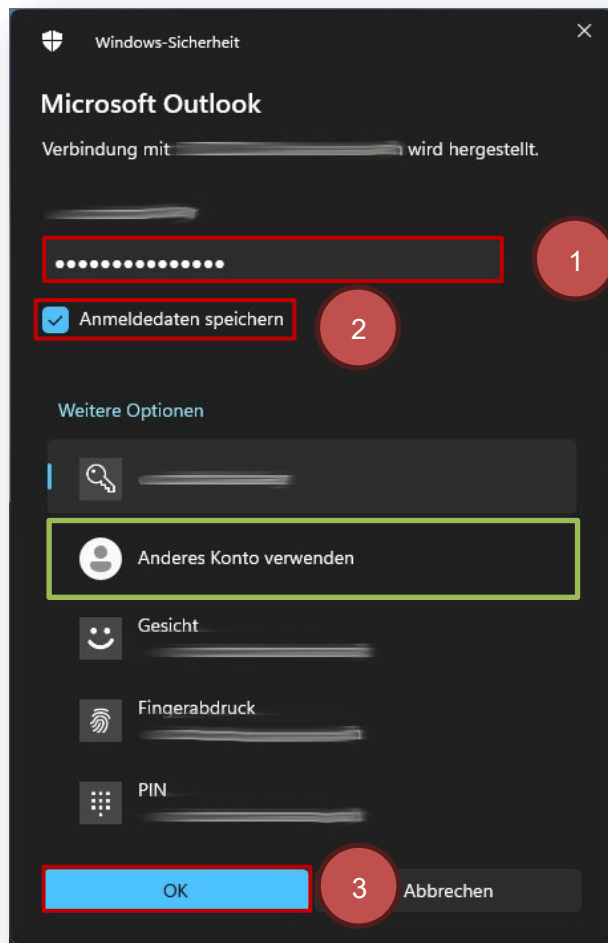 Windows-Sicherheit
Microsoft Outlook
Verbindung mit wird hergestellt.
•••••••••••••••
1
Anmeldedaten speichern
2
Weitere Optionen
Anderes Konto verwenden
Gesicht
Fingerabdruck
PIN
OK
3
Abbrechen